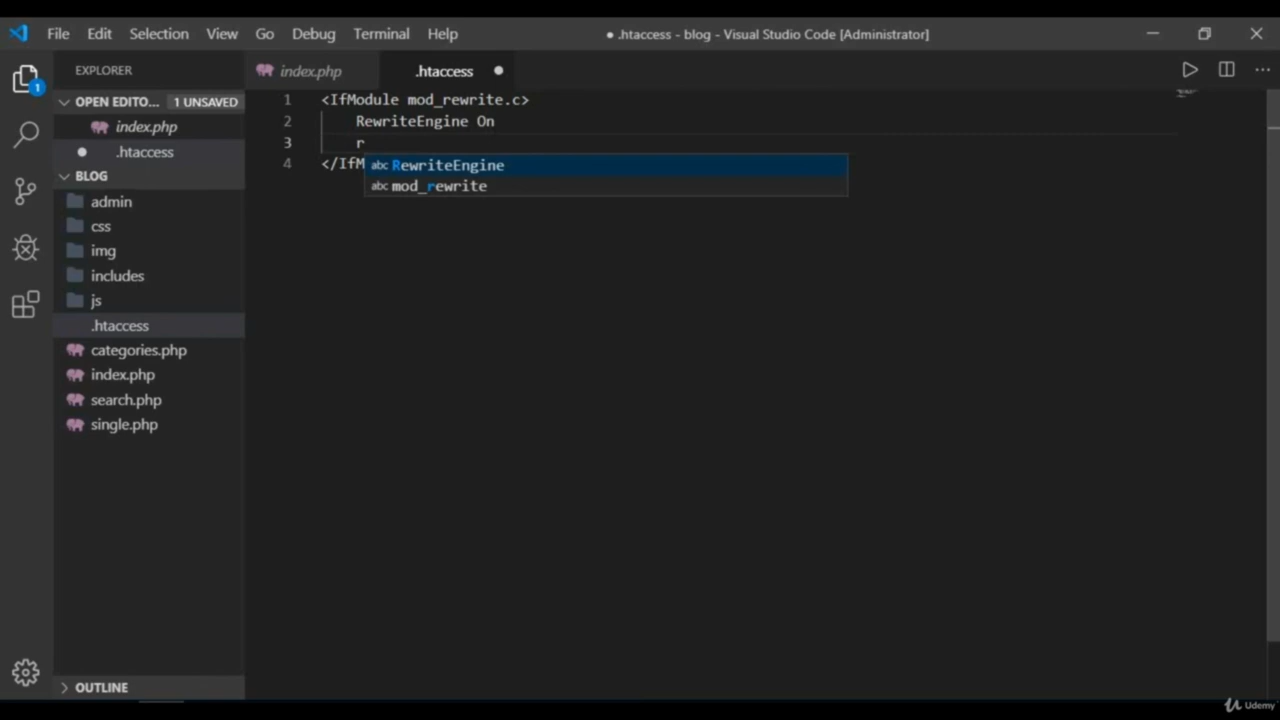 File Edit Selection View Go Debug Terminal Help
● .htaccess - blog - Visual Studio Code [Administrator]
EXPLORER
1
OPEN EDITO... 1 UNSAVED
index.php
.htaccess
BLOG
admin
css
img
includes
js
.htaccess
categories.php
index.php
search.php
single.php
OUTLINE
index.php
.htaccess
1 <IfModule mod_rewrite.c>
2 RewriteEngine On
3 r
4 </IfM
abc RewriteEngine
abc mod_rewrite
Udemy